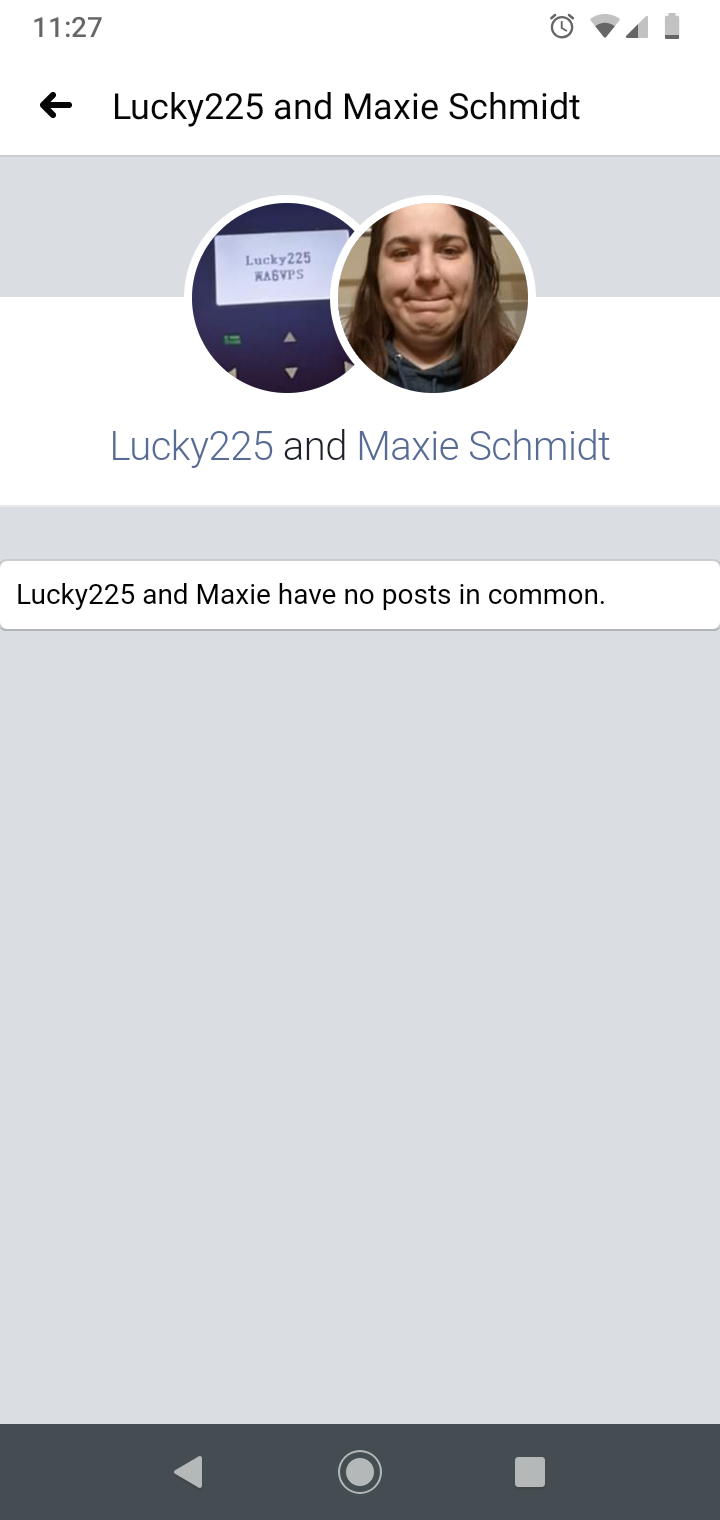 11:27
Lucky225 and Maxie Schmidt
Lucky225
WA6VPS
Lucky225 and Maxie Schmidt
Lucky225 and Maxie have no posts in common.